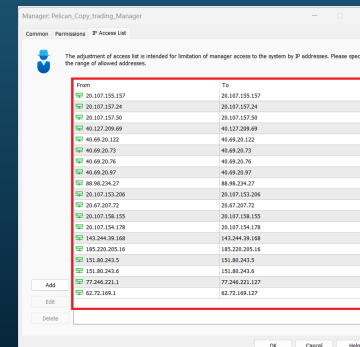 Manager: Pelican_Copy_trading_Manager
Common Permissions IP Access List
The adjustment of access list is intended for limitation of manager access to the system by IP addresses. Please spec
the range of allowed addresses.
From To
20.107.155.157 20.107.155.157
20.107.157.24 20.107.157.24
20.107.157.50 20.107.157.50
40.127.209.69 40.127.209.69
40.69.20.122 40.69.20.122
40.69.20.73 40.69.20.73
40.69.20.76 40.69.20.76
40.69.20.97 40.69.20.97
88.98.234.27 88.98.234.27
20.107.153.206 20.107.153.206
20.67.207.72 20.67.207.72
20.107.158.155 20.107.158.155
20.107.154.178 20.107.154.178
143.244.39.168 143.244.39.168
185.220.205.16 185.220.205.16
151.80.243.5 151.80.243.5
151.80.243.6 151.80.243.6
77.246.221.1 77.246.221.127
62.72.169.1 62.72.169.127
Add
Edit
Delete
OK Cancel Help